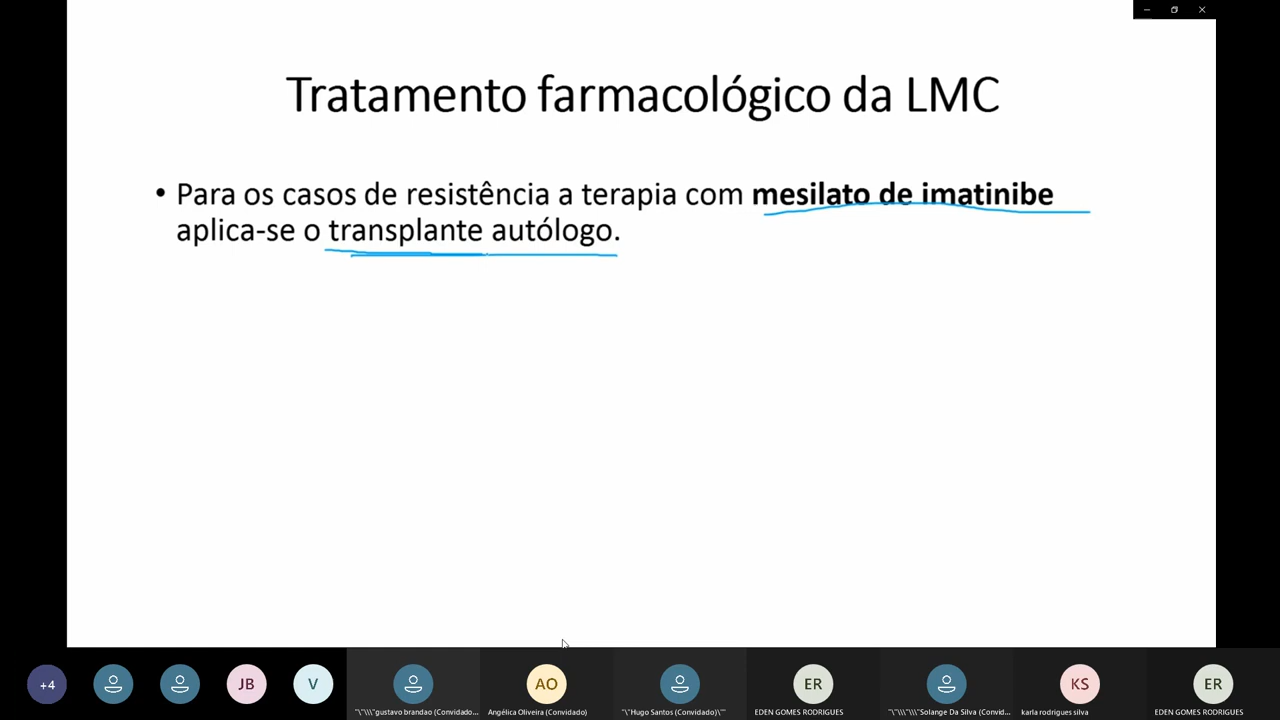 Tratamento farmacológico da LMC
• Para os casos de resistência a terapia com mesilato de imatinibe
aplica-se o transplante autólogo.
+4
JB
V
AO
ER
KS
ER
"\"\\\"gustavo brandao (Convidado...
Angélica Oliveira (Convidado)
"\"Hugo Santos (Convidado)\""
EDEN GOMES RODRIGUES
"\"\\\"\\\"Solange Da Silva (Convid...
karla rodrigues silva
EDEN GOMES RODRIGUES